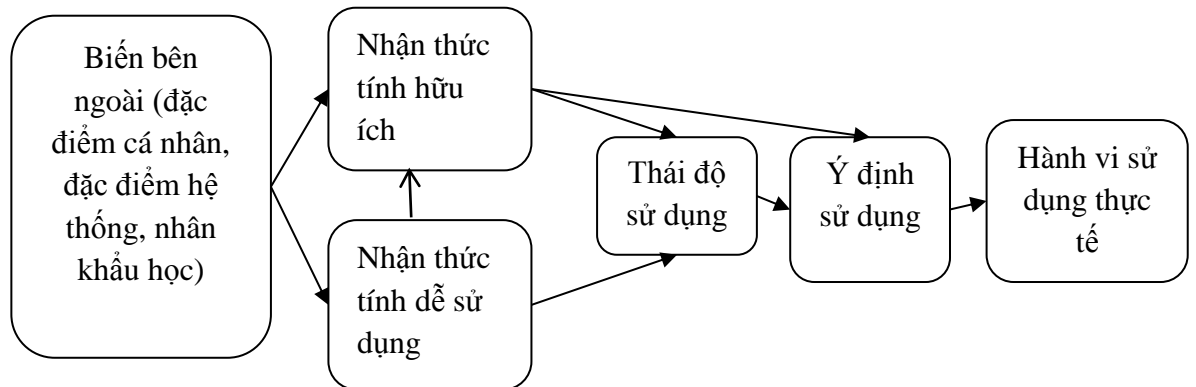 Biến bên
ngoài (đặc
điểm cá nhân,
đặc điểm hệ
thống, nhân
khẩu học)
Nhận thức
tính hữu
ích
Nhận thức
tính dễ sử
dụng
Thái độ
sử dụng
Ý định
sử dụng
Hành vi sử
dụng thực
tế